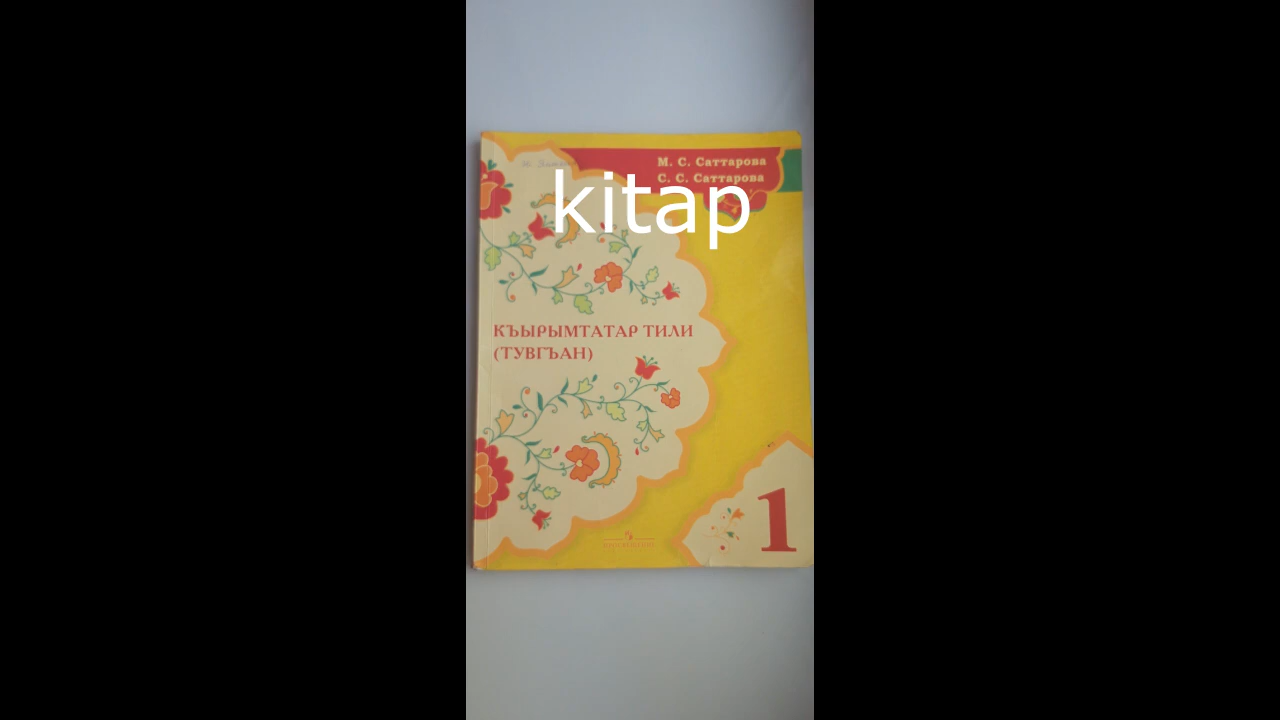 М. С. Саттарова
С. С. Саттарова
kitap
КЪЫРЫМТАТАР ТИЛИ
(ТУВГЪАН)
1